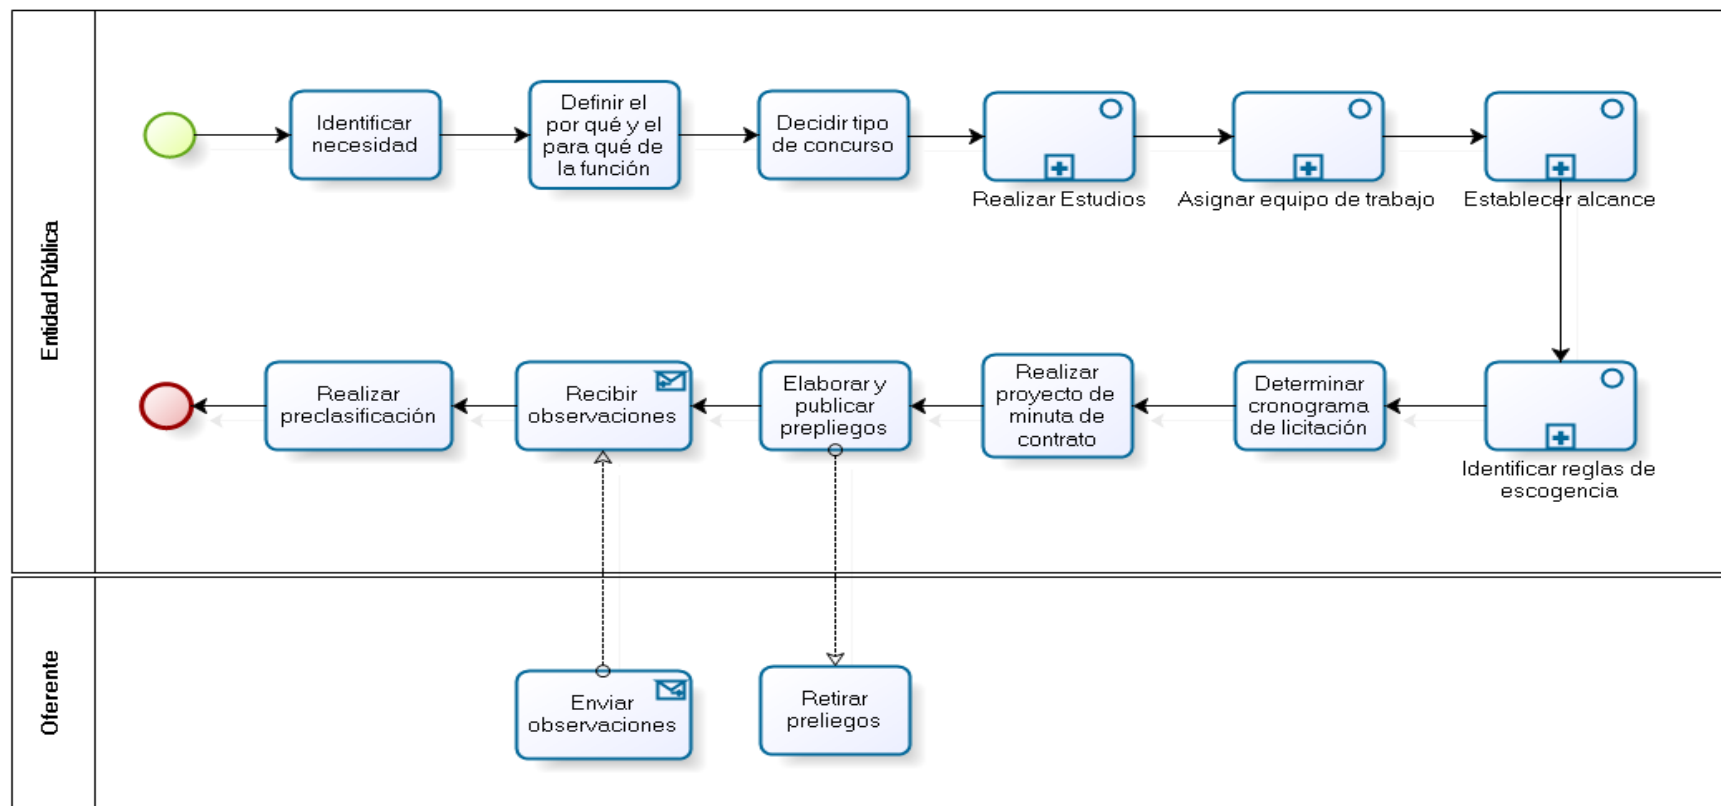 Entidad Pública
Identificar
necesidad
Definir el
por qué y el
para qué de
la función
Decidir tipo
de concurso
Realizar Estudios
Asignar equipo de trabajo
Establecer alcance
Realizar
preclasificación
Recibir
observaciones
Elaborar y
publicar
prepliegos
Realizar
proyecto de
minuta de
contrato
Determinar
cronograma
de licitación
Identificar reglas de
escogencia
Oferente
Enviar
observaciones
Retirar
preliegos